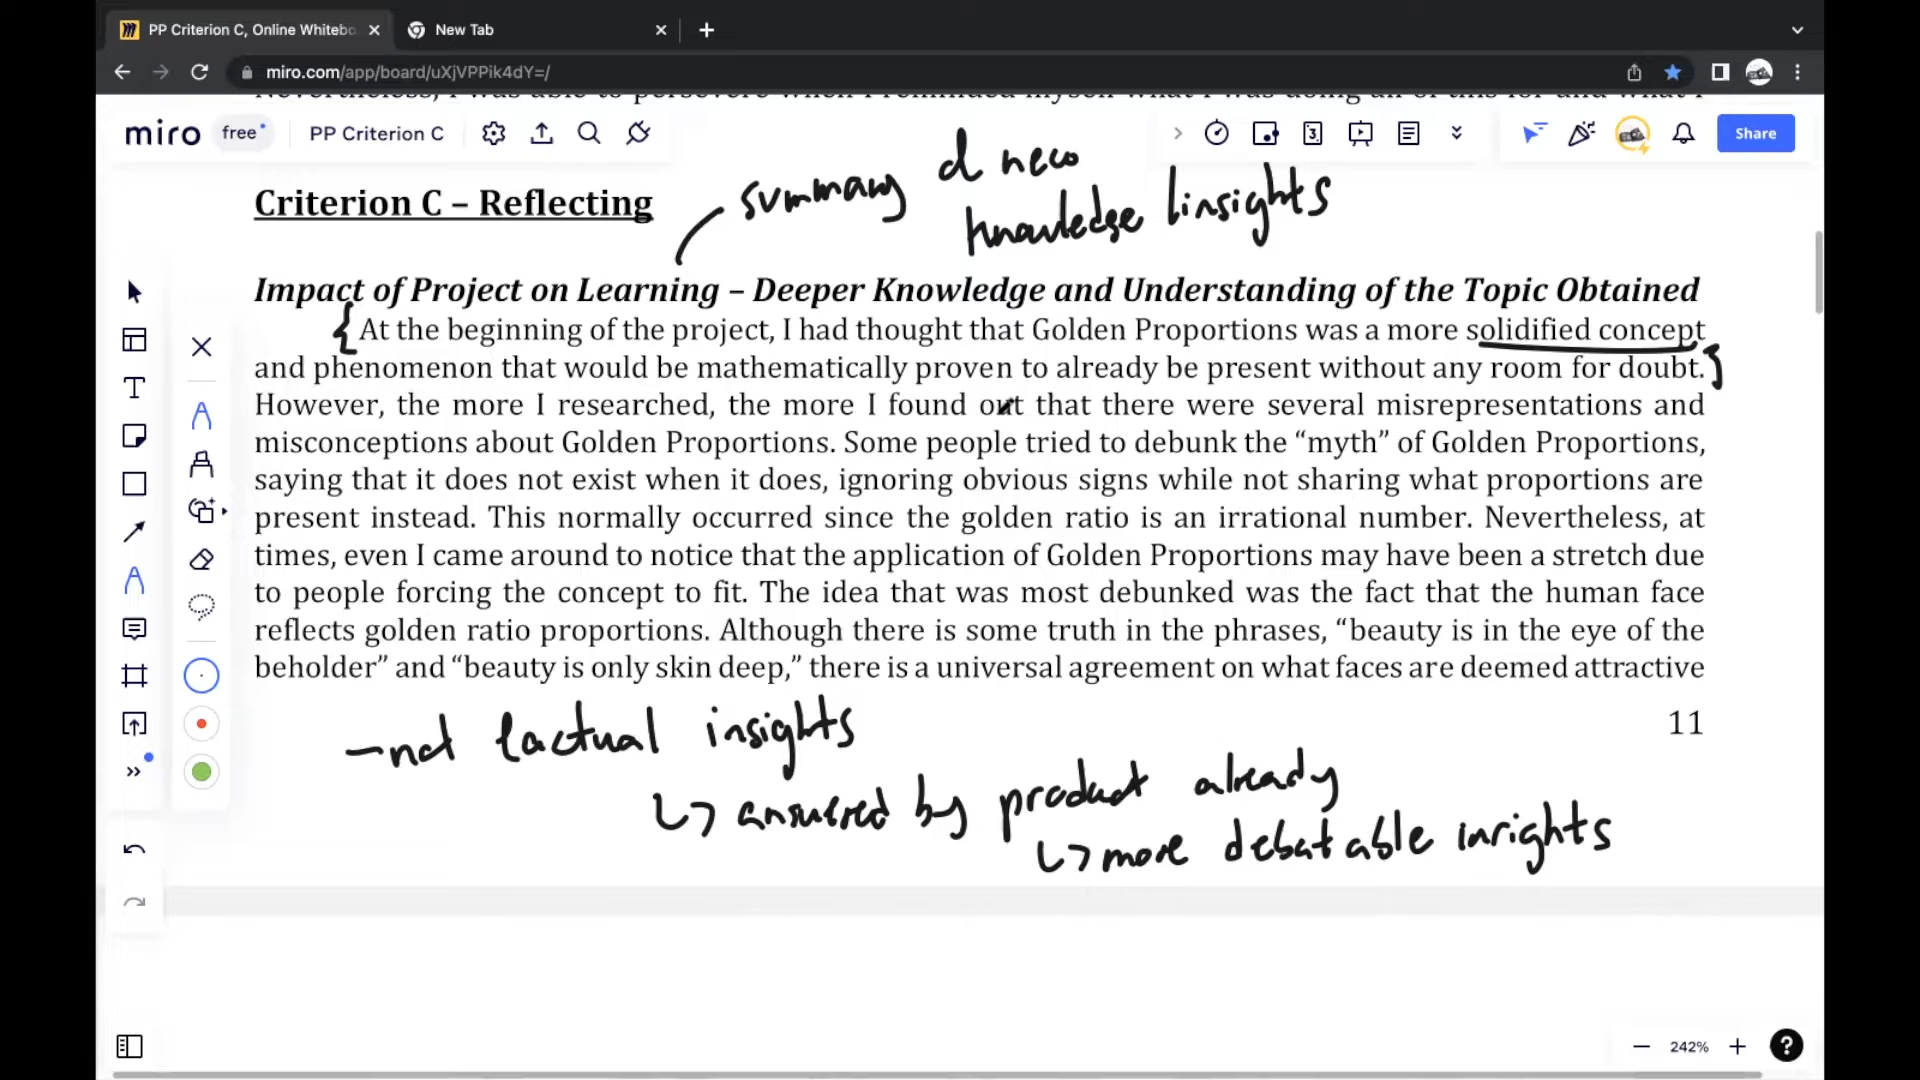 PP Criterion C, Online Whitebo
New Tab
miro.com/app/board/uXjVPPik4dY=/
miro
free
PP Criterion C
3
Share
summary
knowledge
insights
Criterion C – Reflecting
Impact of Project on Learning – Deeper Knowledge and Understanding of the Topic Obtained
At the beginning of the project, I had thought that Golden Proportions was a more solidified concept
and phenomenon that would be mathematically proven to already be present without any room for doubt.
However, the more I researched, the more I found out that there were several misrepresentations and
misconceptions about Golden Proportions. Some people tried to debunk the “myth” of Golden Proportions,
saying that it does not exist when it does, ignoring obvious signs while not sharing what proportions are
present instead. This normally occurred since the golden ratio is an irrational number. Nevertheless, at
times, even I came around to notice that the application of Golden Proportions may have been a stretch due
to people forcing the concept to fit. The idea that was most debunked was the fact that the human face
reflects golden ratio proportions. Although there is some truth in the phrases, “beauty is in the eye of the
beholder” and “beauty is only skin deep,” there is a universal agreement on what faces are deemed attractive
11
- not factual insights
↳ answered by product already
↳ more debatable insights
242%